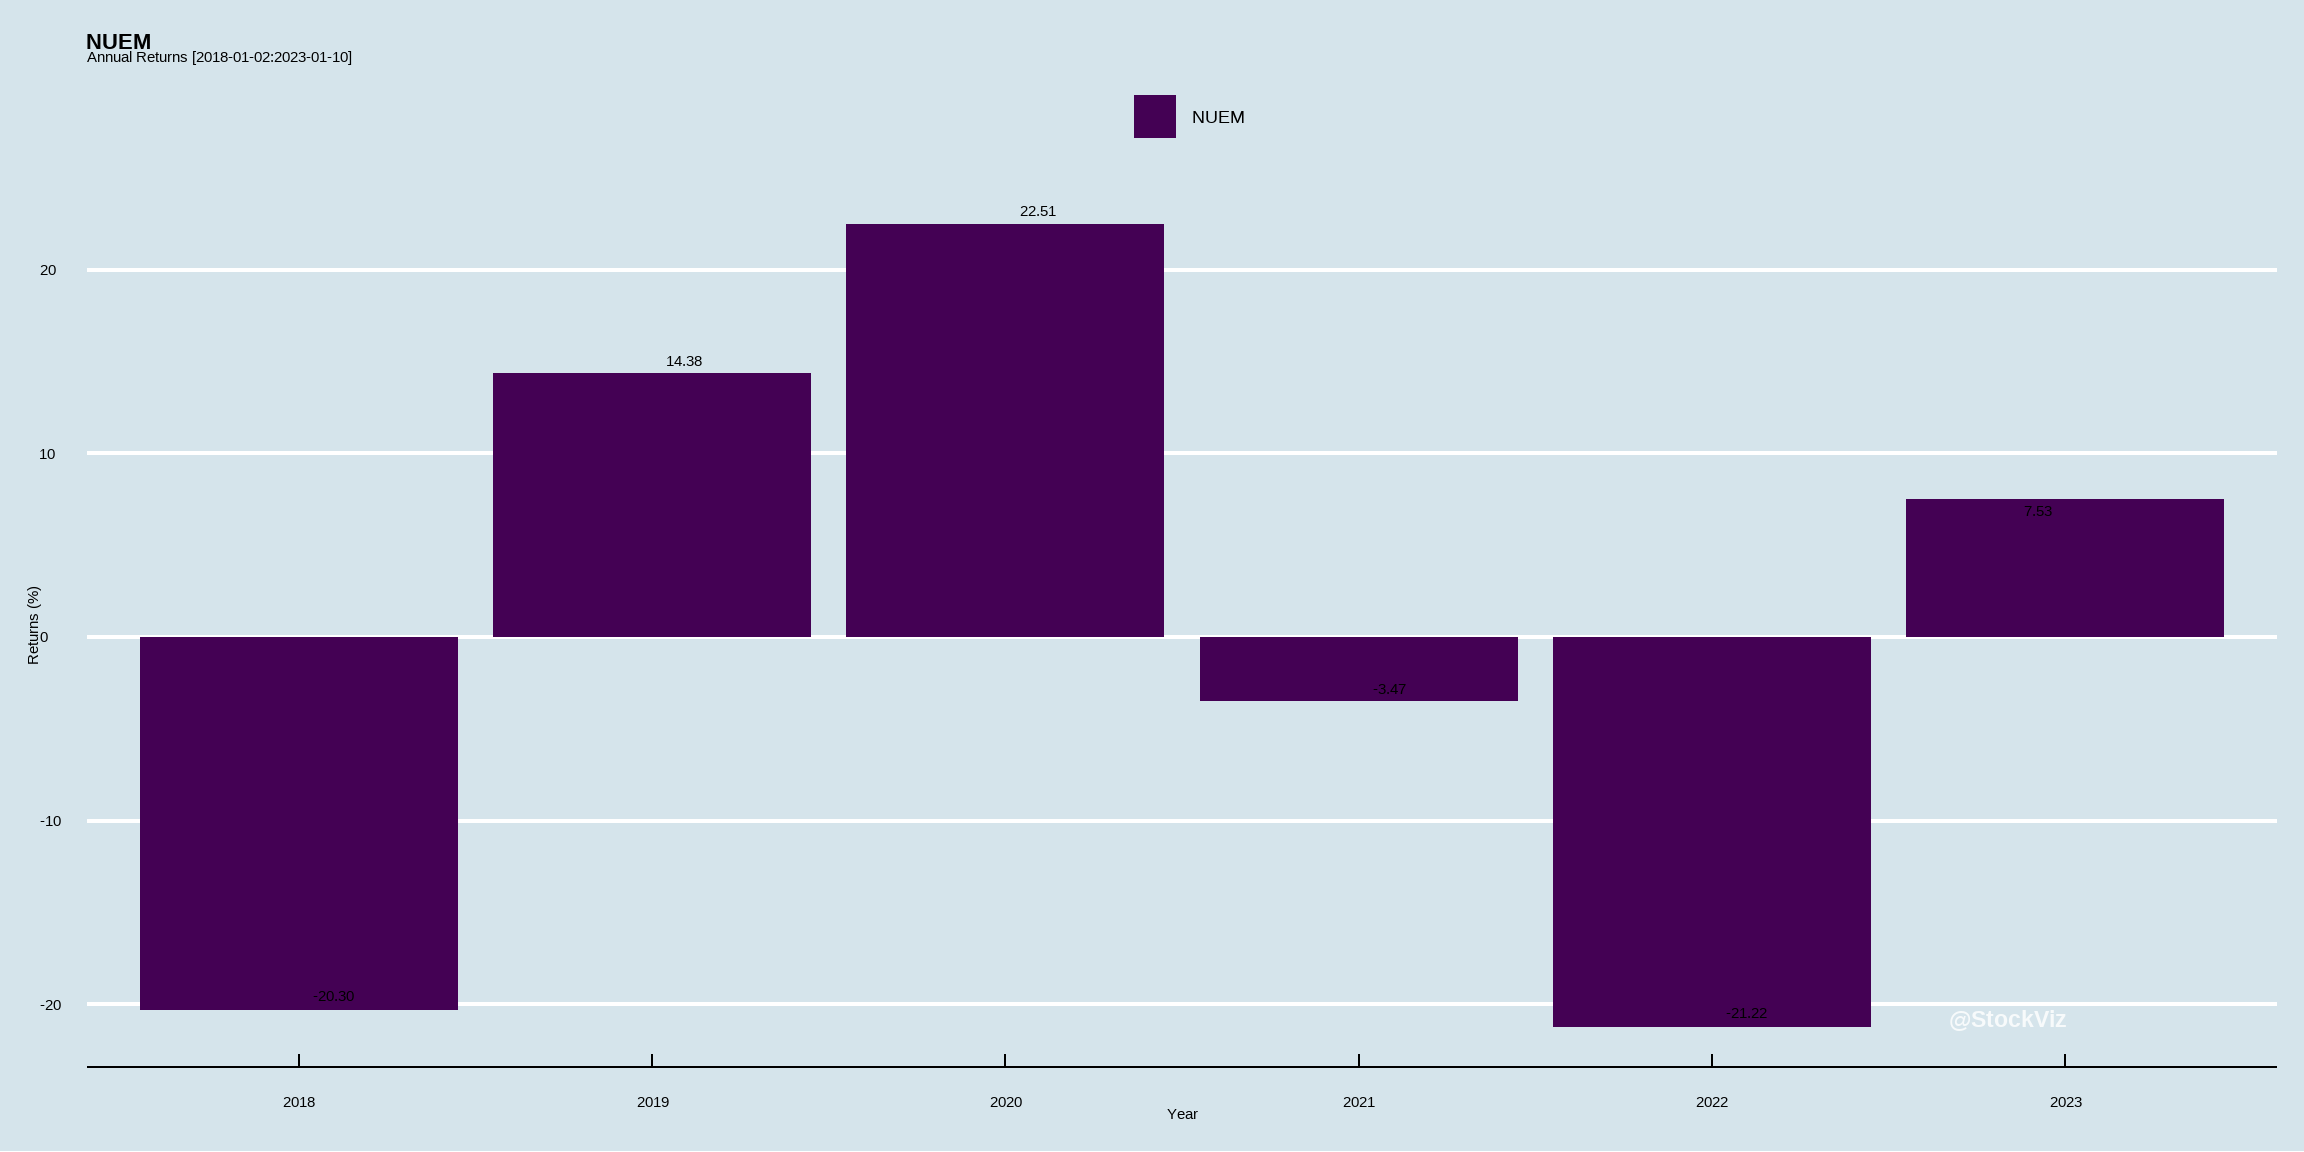 NUEM
Annual Returns [2018-01-02:2023-01-10]
NUEM
22.51
20
14.38
10
7.53
Returns (%)
0
-3.47
-10
-20.30
-20
-21.22
@StockViz
2018 2019 2020 2021 2022 2023
Year